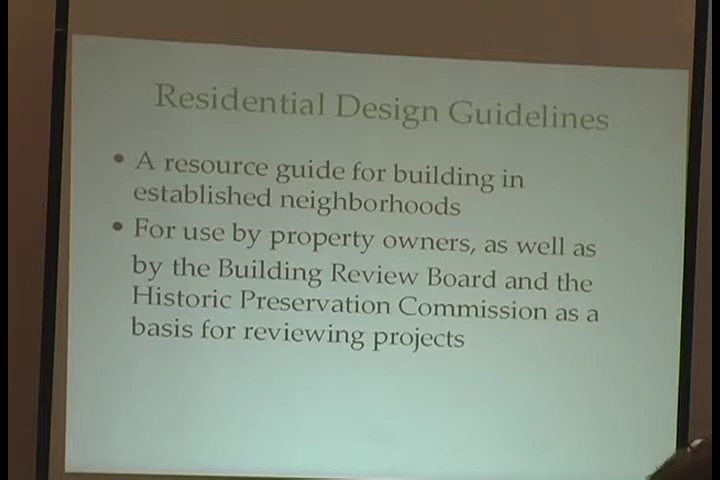 Residential Design Guidelines
• A resource guide for building in
established neighborhoods
• For use by property owners, as well as
by the Building Review Board and the
Historic Preservation Commission as a
basis for reviewing projects